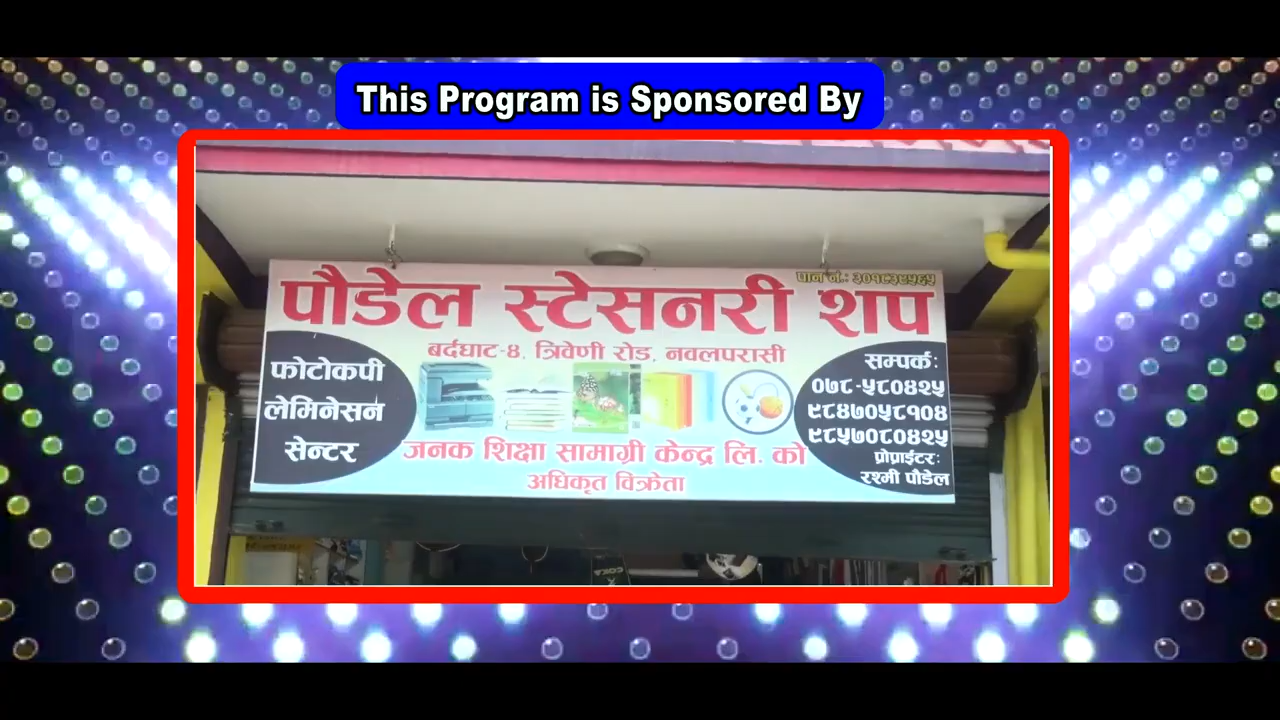 This Program is Sponsored By
पान नं.: ३०१८३९५६५
पौडेल स्टेसनरी शप
बर्दघाट-४, त्रिवेणी रोड, नवलपरासी
फोटोकपी
लेमिनेसन
सेन्टर
सम्पर्क:
०७८-५८०४२५
९८४७०५८१०४
९८५७०८०४२५
प्रोप्राईटर:
रश्मी पौडेल
जनक शिक्षा सामाग्री केन्द्र लि. को
अधिकृत विक्रेता